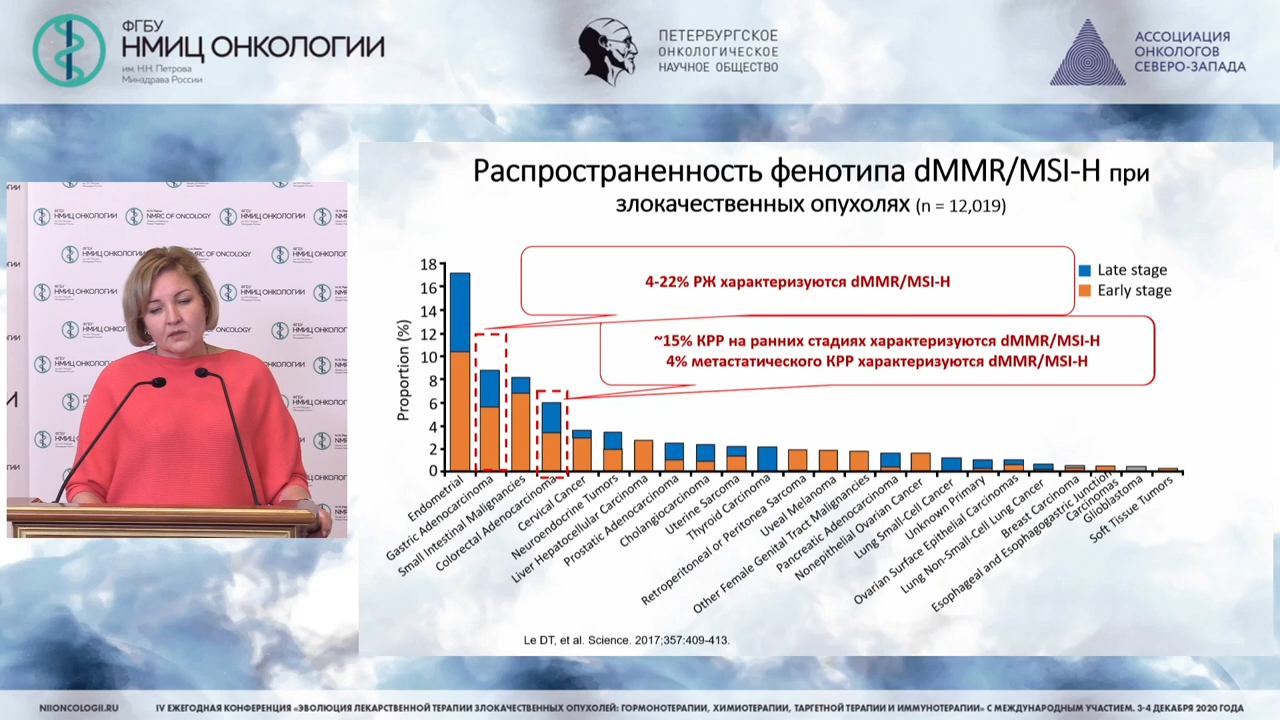 ФГБУ
НМИЦ ОНКОЛОГИИ
им. Н.Н. Петрова
Минздрава России
ПЕТЕРБУРГСКОЕ
ОНКОЛОГИЧЕСКОЕ
НАУЧНОЕ ОБЩЕСТВО
АССОЦИАЦИЯ
ОНКОЛОГОВ
СЕВЕРО-ЗАПАДА
Распространенность фенотипа dMMR/MSI-H при
злокачественных опухолях (n = 12,019)
4-22% РЖ характеризуются dMMR/MSI-H
~15% КРР на ранних стадиях характеризуются dMMR/MSI-H
4% метастатического КРР характеризуются dMMR/MSI-H
Late stage
Early stage
Proportion (%)
18
16
14
12
10
8
6
4
2
0
Endometrial
Gastric Adenocarcinoma
Small Intestinal Malignancies
Colorectal Adenocarcinoma
Cervical Cancer
Neuroendocrine Tumors
Liver Hepatocellular Carcinoma
Prostatic Adenocarcinoma
Cholangiocarcinoma
Uterine Sarcoma
Thyroid Carcinoma
Retroperitoneal or Peritoneal Sarcoma
Uveal Melanoma
Other Female Genital Tract Malignancies
Pancreatic Adenocarcinoma
Nonepithelial Ovarian Cancer
Lung Small-Cell Cancer
Unknown Primary
Ovarian Surface Epithelial Carcinomas
Lung Non-Small-Cell Lung Cancer
Breast Carcinoma
Esophageal and Esophagogastric Junction
Carcinomas
Glioblastoma
Soft Tissue Tumors
Le DT, et al. Science. 2017;357:409-413.
НМИЦ ОНКОЛОГИИ
NMRC OF ONCOLOGY
НМИЦ ОНКОЛОГИИ
NIIONCOLOGII.RU
IV ЕЖЕГОДНАЯ КОНФЕРЕНЦИЯ «ЭВОЛЮЦИЯ ЛЕКАРСТВЕННОЙ ТЕРАПИИ ЗЛОКАЧЕСТВЕННЫХ ОПУХОЛЕЙ: ГОРМОНОТЕРАПИИ, ХИМИОТЕРАПИИ, ТАРГЕТНОЙ ТЕРАПИИ И ИММУНОТЕРАПИИ» С МЕЖДУНАРОДНЫМ УЧАСТИЕМ. 3-4 ДЕКАБРЯ 2020 ГОДА